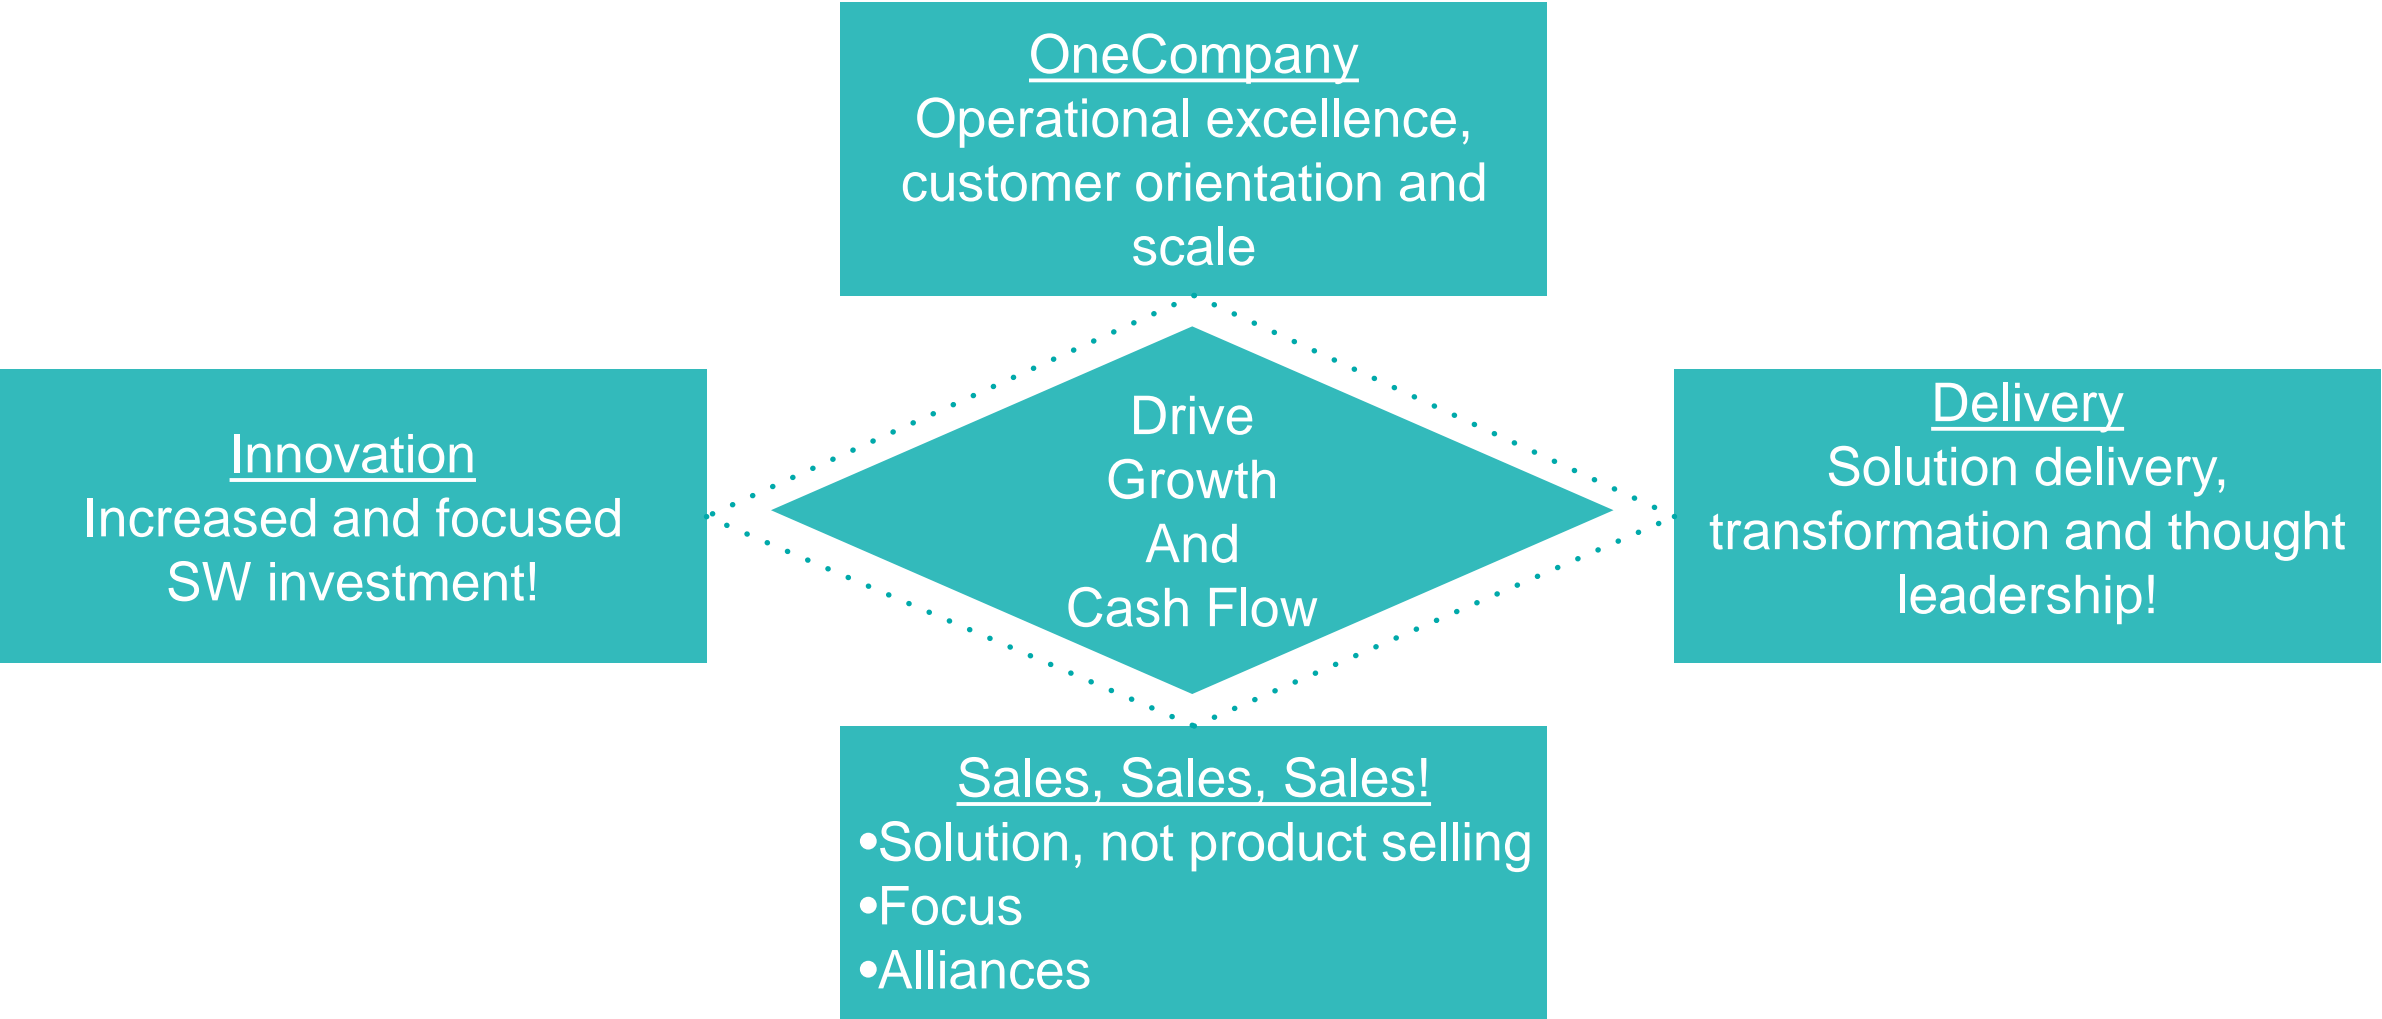 OneCompany
Operational excellence,
customer orientation and
scale
Innovation
Increased and focused
SW investment!
Drive
Growth
And
Cash Flow
Delivery
Solution delivery,
transformation and thought
leadership!
Sales, Sales, Sales!
•Solution, not product selling
•Focus
•Alliances